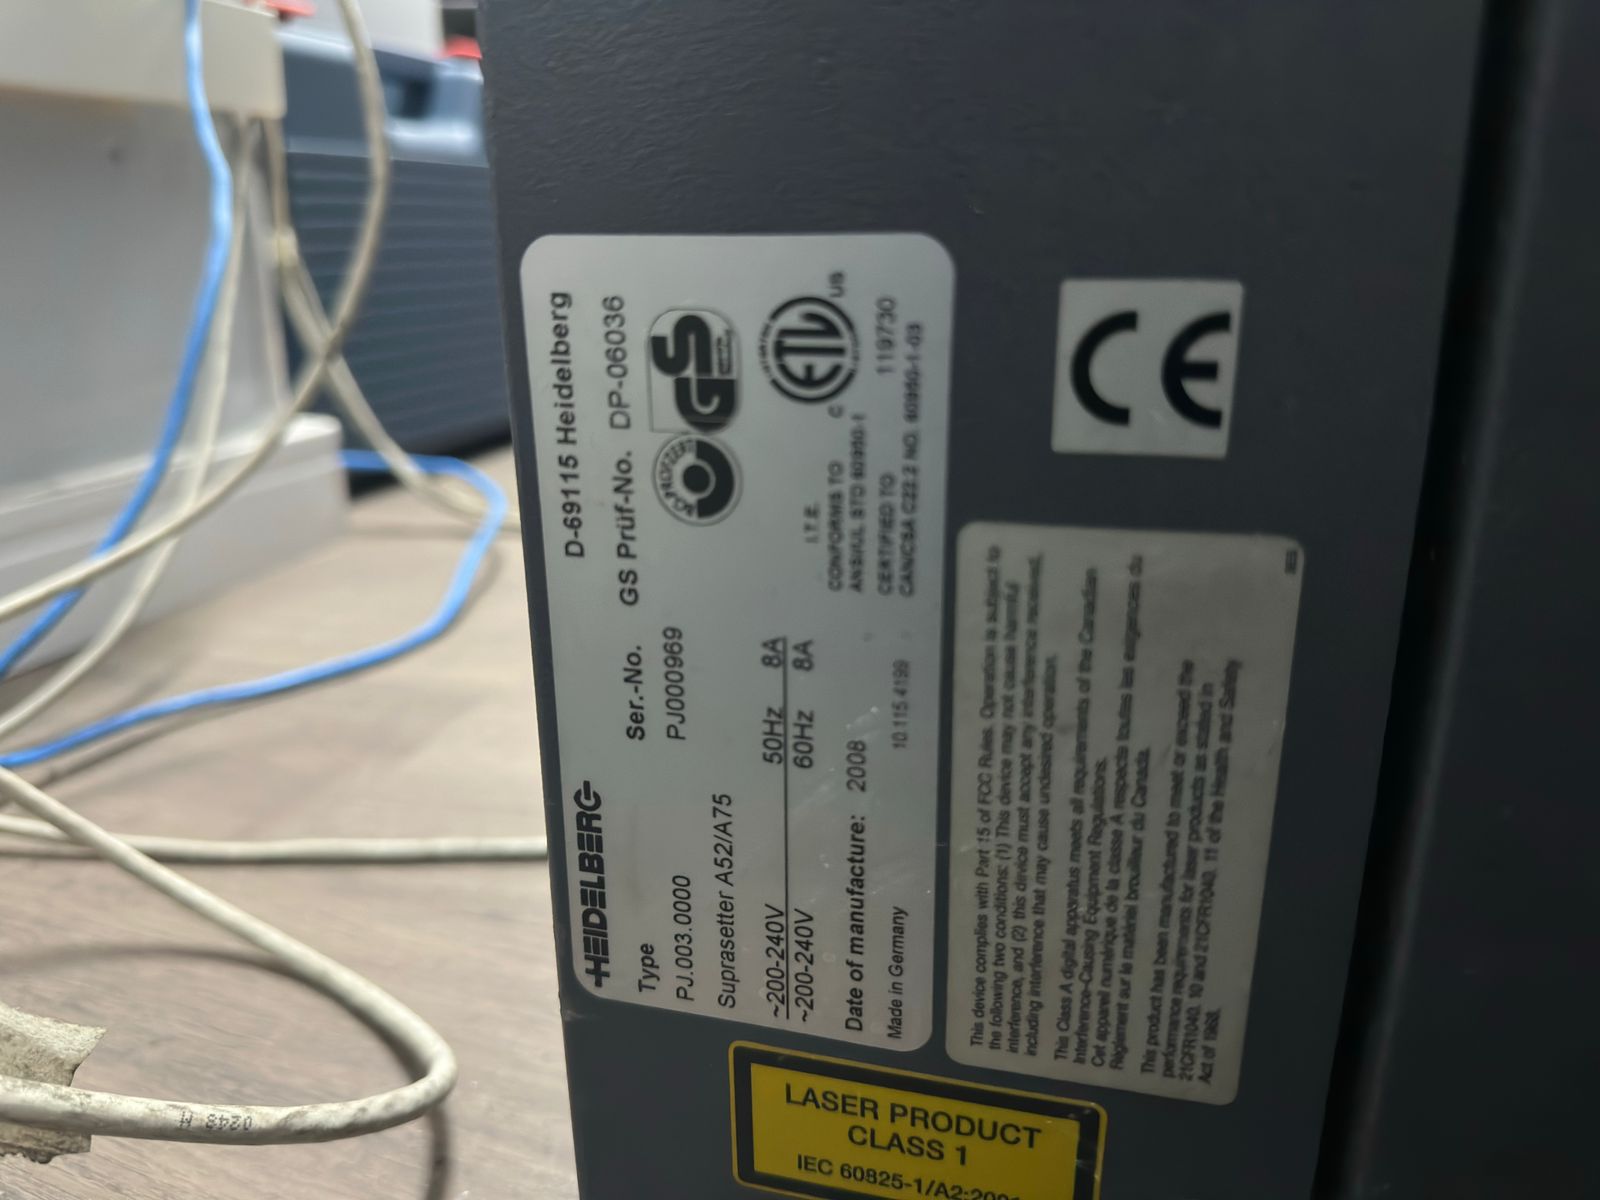 HEIDELBERG D-69115 Heidelberg
Type Ser.-No. GS Prüf-No. DP-06036
PJ.003.0000 PJ000969
Suprasetter A52/A75
~200-240V 50Hz 8A
~200-240V 60Hz 8A
Date of manufacture: 2008
Made in Germany 10.115.4199
GS
C ETL US
I.T.E.
CONFORMS TO
ANSI/UL STD 60950-1
CERTIFIED TO 119730
CAN/CSA C22.2 NO. 60950-1-03
CE
This device complies with Part 15 of FCC Rules. Operation is subject to
the following two conditions: (1) This device may not cause harmful
interference, and (2) this device must accept any interference received,
including interference that may cause undesired operation.
This Class A digital apparatus meets all requirements of the Canadian
Interference-Causing Equipment Regulations.
Cet appareil numérique de la classe A respecte toutes les exigences du
Règlement sur le matériel brouilleur du Canada.
This product has been manufactured to meet or exceed the
performance requirements for laser products as stated in
21CFR1040. 10 and 21CFR1040. 11 of the Health and Safety
Act of 1968.
LASER PRODUCT
CLASS 1
IEC 60825-1/A2:2001